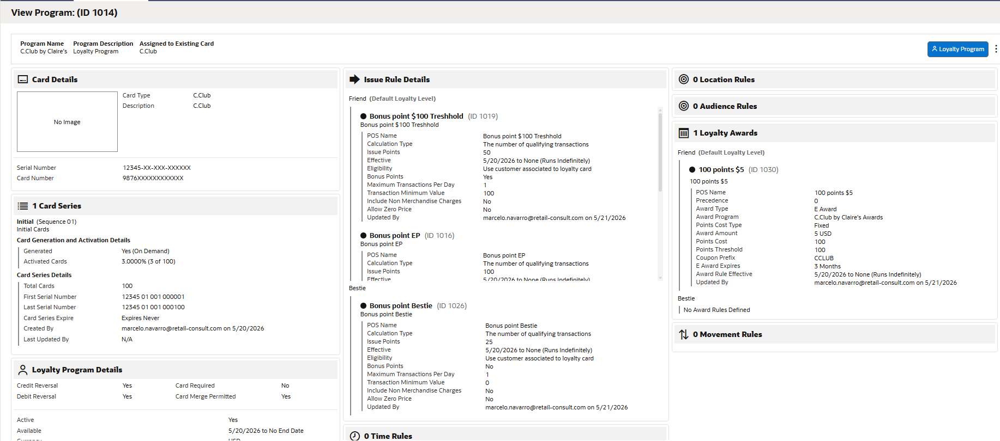 View Program: (ID 1014)
Program Name Program Description Assigned to Existing Card
C.Club by Claire's Loyalty Program C.Club
Loyalty Program
Card Details
No Image
Card Type C.Club
Description C.Club
Serial Number 12345-XX-XXX-XXXXXX
Card Number 9876XXXXXXXXXXXX
1 Card Series
Initial (Sequence 01)
Initial Cards
Card Generation and Activation Details
Generated Yes (On Demand)
Activated Cards 3.0000% (3 of 100)
Card Series Details
Total Cards 100
First Serial Number 12345 01 001 000001
Last Serial Number 12345 01 001 000100
Card Series Expire Expires Never
Created By marcelo.navarro@retail-consult.com on 5/20/2026
Last Updated By N/A
Loyalty Program Details
Credit Reversal Yes Card Required No
Debit Reversal Yes Card Merge Permitted Yes
Active Yes
Available 5/20/2026 to No End Date
Currency USD
Issue Rule Details
Friend (Default Loyalty Level)
Bonus point $100 Treshhold (ID 1019)
Bonus point $100 Treshhold
POS Name Bonus point $100 Treshhold
Calculation Type The number of qualifying transactions
Issue Points 50
Effective 5/20/2026 to None (Runs Indefinitely)
Eligibility Use customer associated to loyalty card
Bonus Points Yes
Maximum Transactions Per Day 1
Transaction Minimum Value 100
Include Non Merchandise Charges No
Allow Zero Price No
Updated By marcelo.navarro@retail-consult.com on 5/21/2026
Bonus point EP (ID 1016)
Bonus point EP
POS Name Bonus point EP
Calculation Type The number of qualifying transactions
Issue Points 100
Effective 5/20/2026 to None (Runs Indefinitely)
Bestie
Bonus point Bestie (ID 1026)
Bonus point Bestie
POS Name Bonus point Bestie
Calculation Type The number of qualifying transactions
Issue Points 25
Effective 5/20/2026 to None (Runs Indefinitely)
Eligibility Use customer associated to loyalty card
Bonus Points No
Maximum Transactions Per Day 1
Transaction Minimum Value 0
Include Non Merchandise Charges No
Allow Zero Price No
Updated By marcelo.navarro@retail-consult.com on 5/21/2026
0 Time Rules
0 Location Rules
0 Audience Rules
1 Loyalty Awards
Friend (Default Loyalty Level)
100 points $5 (ID 1030)
100 points $5
POS Name 100 points $5
Precedence 0
Award Type E Award
Award Program C.Club by Claire's Awards
Points Cost Type Fixed
Award Amount 5 USD
Points Cost 100
Points Threshold 100
Coupon Prefix CCLUB
E Award Expires 3 Months
Award Rule Effective 5/20/2026 to None (Runs Indefinitely)
Updated By marcelo.navarro@retail-consult.com on 5/21/2026
Bestie
No Award Rules Defined
0 Movement Rules